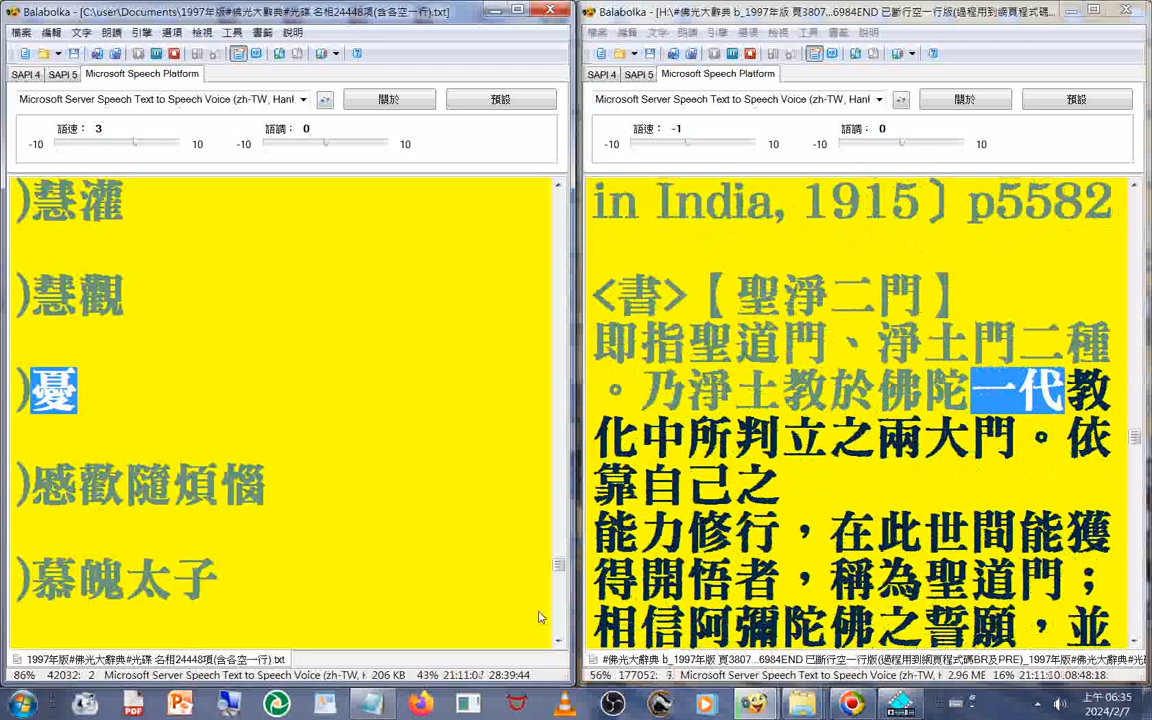 Balabolka - [C:\user\Documents\1997年版#佛光大辭典#光碟 名相24448項(含各空一行).txt]
檔案 編輯 文字 朗讀 引擎 選項 檢視 工具 書籤 說明
SAPI 4 SAPI 5 Microsoft Speech Platform
Microsoft Server Speech Text to Speech Voice (zh-TW, Hanl
關於 預設
語速： 3 語調： 0
-10 10 -10 10
)慧灌
)慧觀
)憂
)慼歡隨煩惱
)慕魄太子
1997年版#佛光大辭典#光碟 名相24448項(含各空一行).txt
86% 42032: 2 Microsoft Server Speech Text to Speech Voice (zh-TW, H 206 KB 43% 21:11:10 28:39:44
Balabolka - [H:\#佛光大辭典 b_1997年版 頁3807...6984END 已斷行空一行版(過程用到網頁程式碼...
檔案 編輯 文字 朗讀 引擎 選項 檢視 工具 書籤 說明
SAPI 4 SAPI 5 Microsoft Speech Platform
Microsoft Server Speech Text to Speech Voice (zh-TW, Hanl
關於 預設
語速： -1 語調： 0
-10 10 -10 10
in India, 1915〕p5582
<書>【聖淨二門】
即指聖道門、淨土門二種
。乃淨土教於佛陀一代教
化中所判立之兩大門。依
靠自己之
能力修行，在此世間能獲
得開悟者，稱為聖道門；
相信阿彌陀佛之誓願，並
#佛光大辭典 b_1997年版 頁3807...6984END 已斷行空一行版(過程用到網頁程式碼BR及PRE)_1997年版#光
56% 177052: Microsoft Server Speech Text to Speech Voice (zh-TW, H 2.96 ME 16% 21:11:10 08:48:18
上午 06:35
2024/2/7